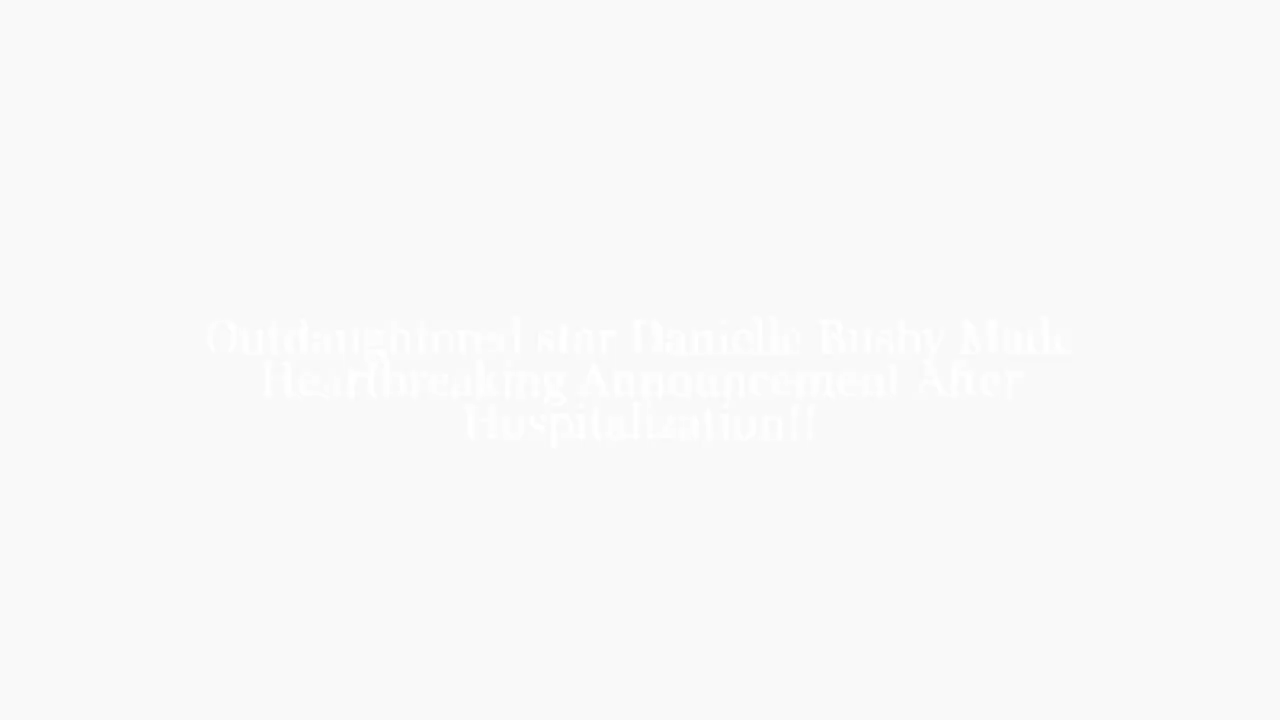 Outdaughtered star Danielle Busby Made
Heartbreaking Announcement After
Hospitalization!!